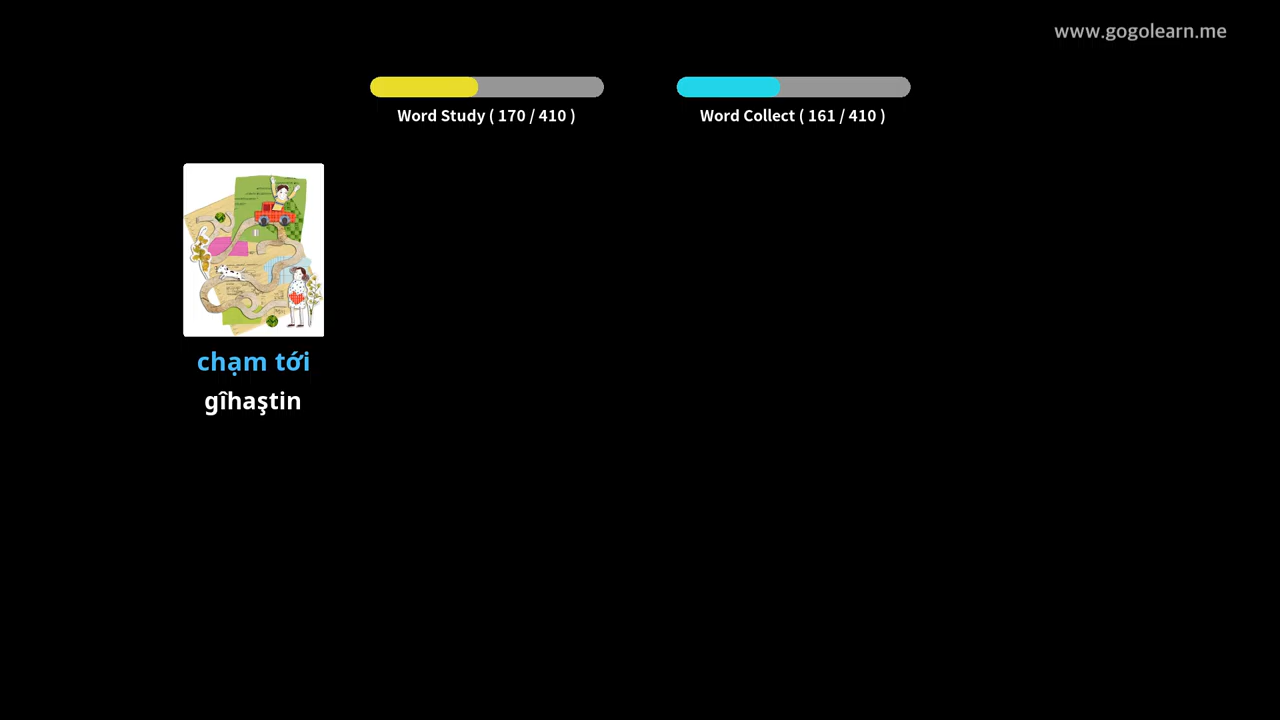 www.gogolearn.me
Word Study ( 170 / 410 )
Word Collect ( 161 / 410 )
chạm tới
gîhaştin